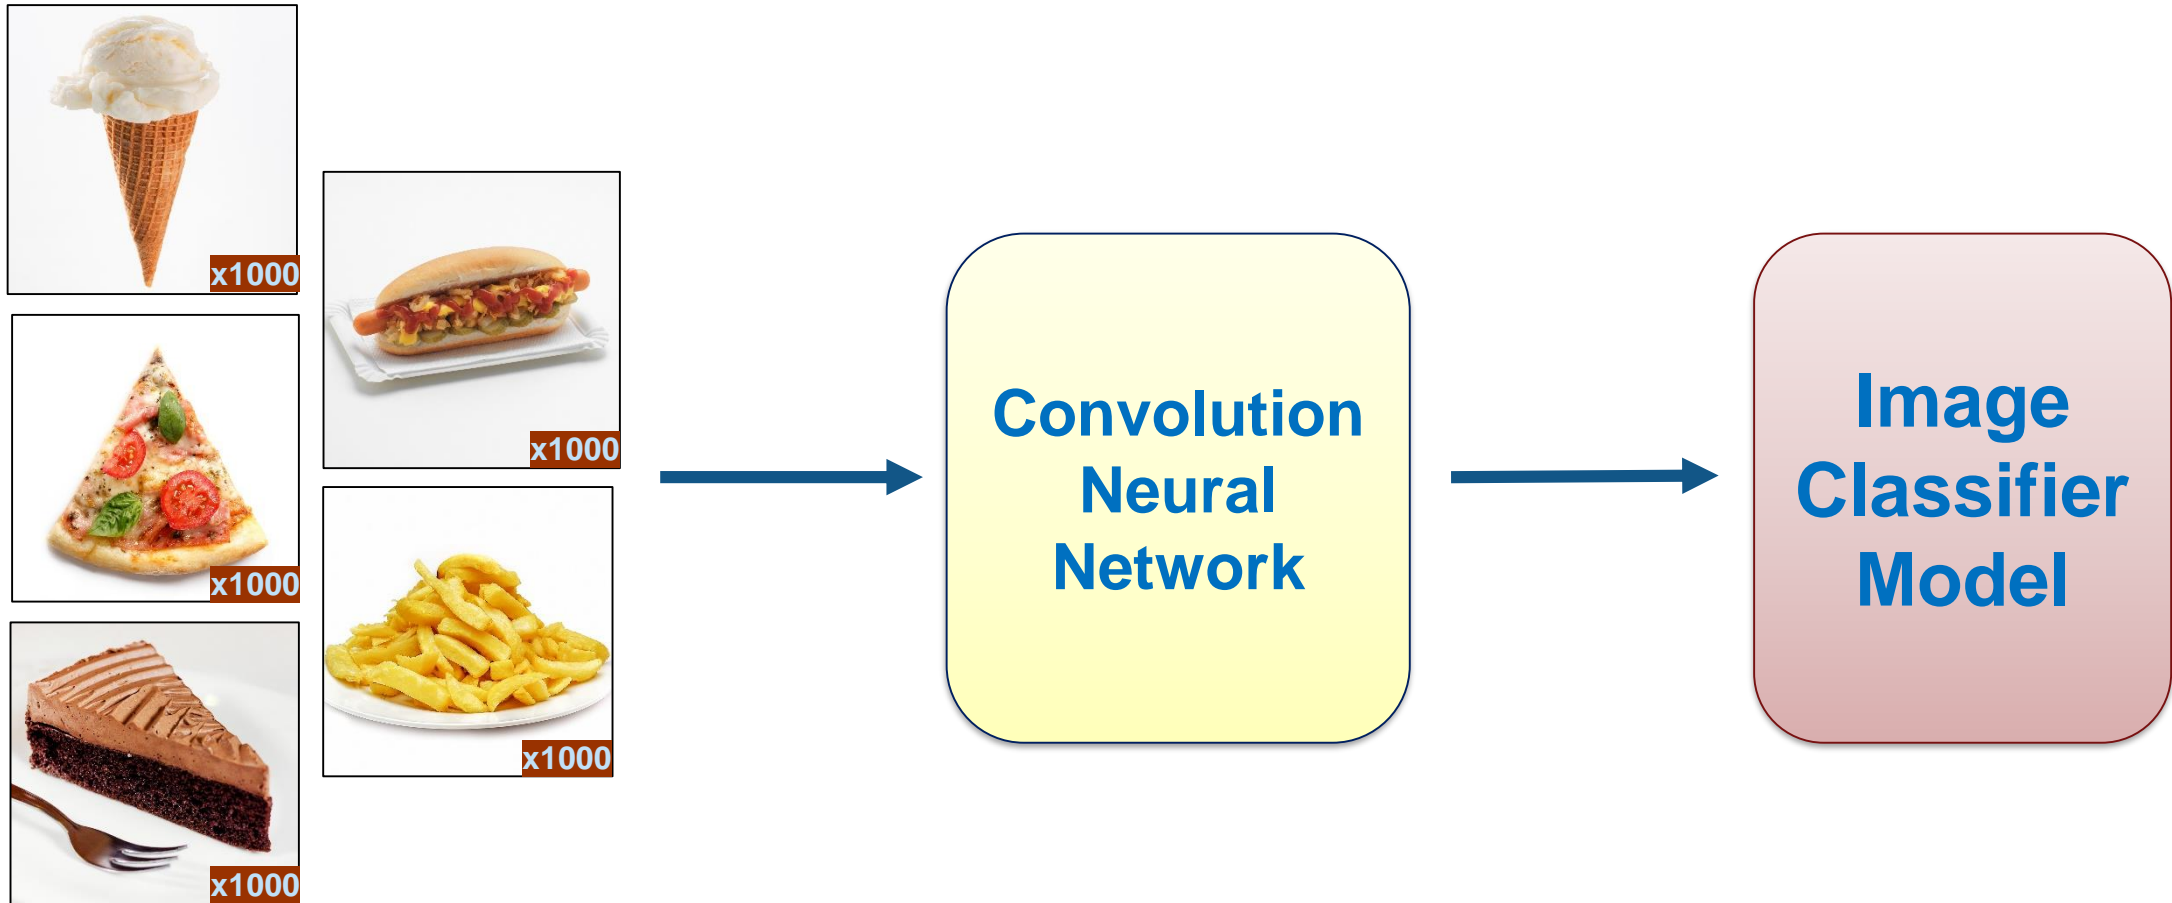 x1000
x1000
x1000
x1000
x1000
Convolution
Neural
Network
Image
Classifier
Model